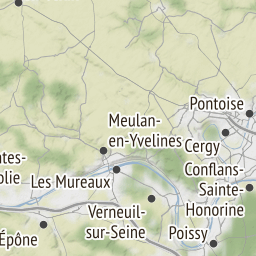 Pontoise
Meulan-
en-Yvelines
Cergy
Les Mureaux
Conflans-
Sainte-
Honorine
Verneuil-
sur-Seine
Épône
Poissy